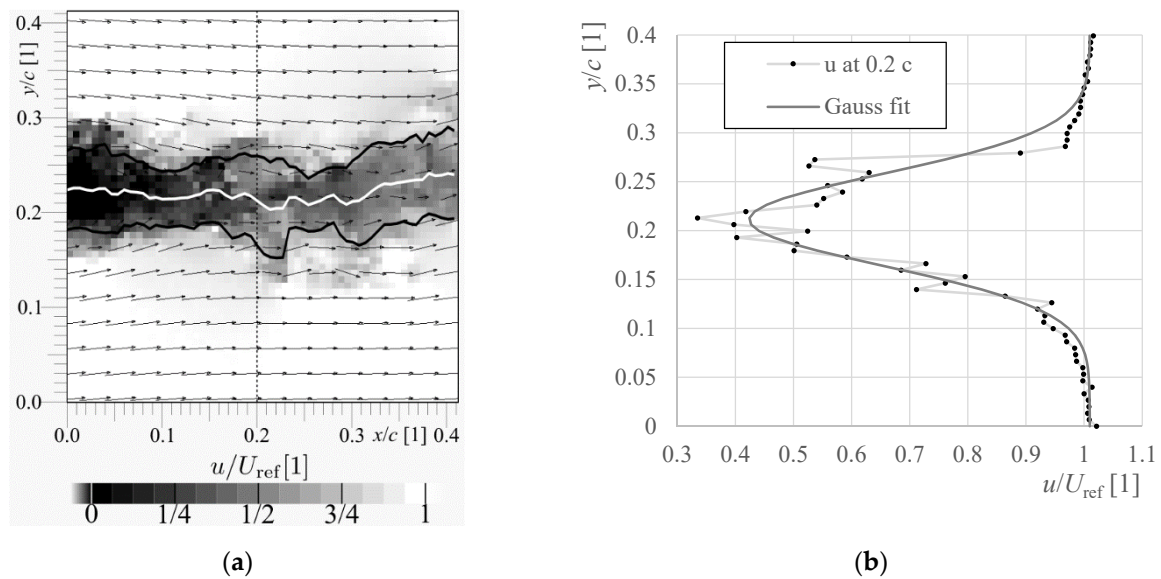 0.4
0.3
0.2
0.1
0.0
y/c [1]
0.0 0.1 0.2 0.3 x/c [1] 0.4
u/U_ref [1]
0 1/4 1/2 3/4 1
(a)
y/c [1]
0.4
0.35
0.3
0.25
0.2
0.15
0.1
0.05
0
u at 0.2 c
Gauss fit
0.3 0.4 0.5 0.6 0.7 0.8 0.9 1 1.1
u/U_ref [1]
(b)